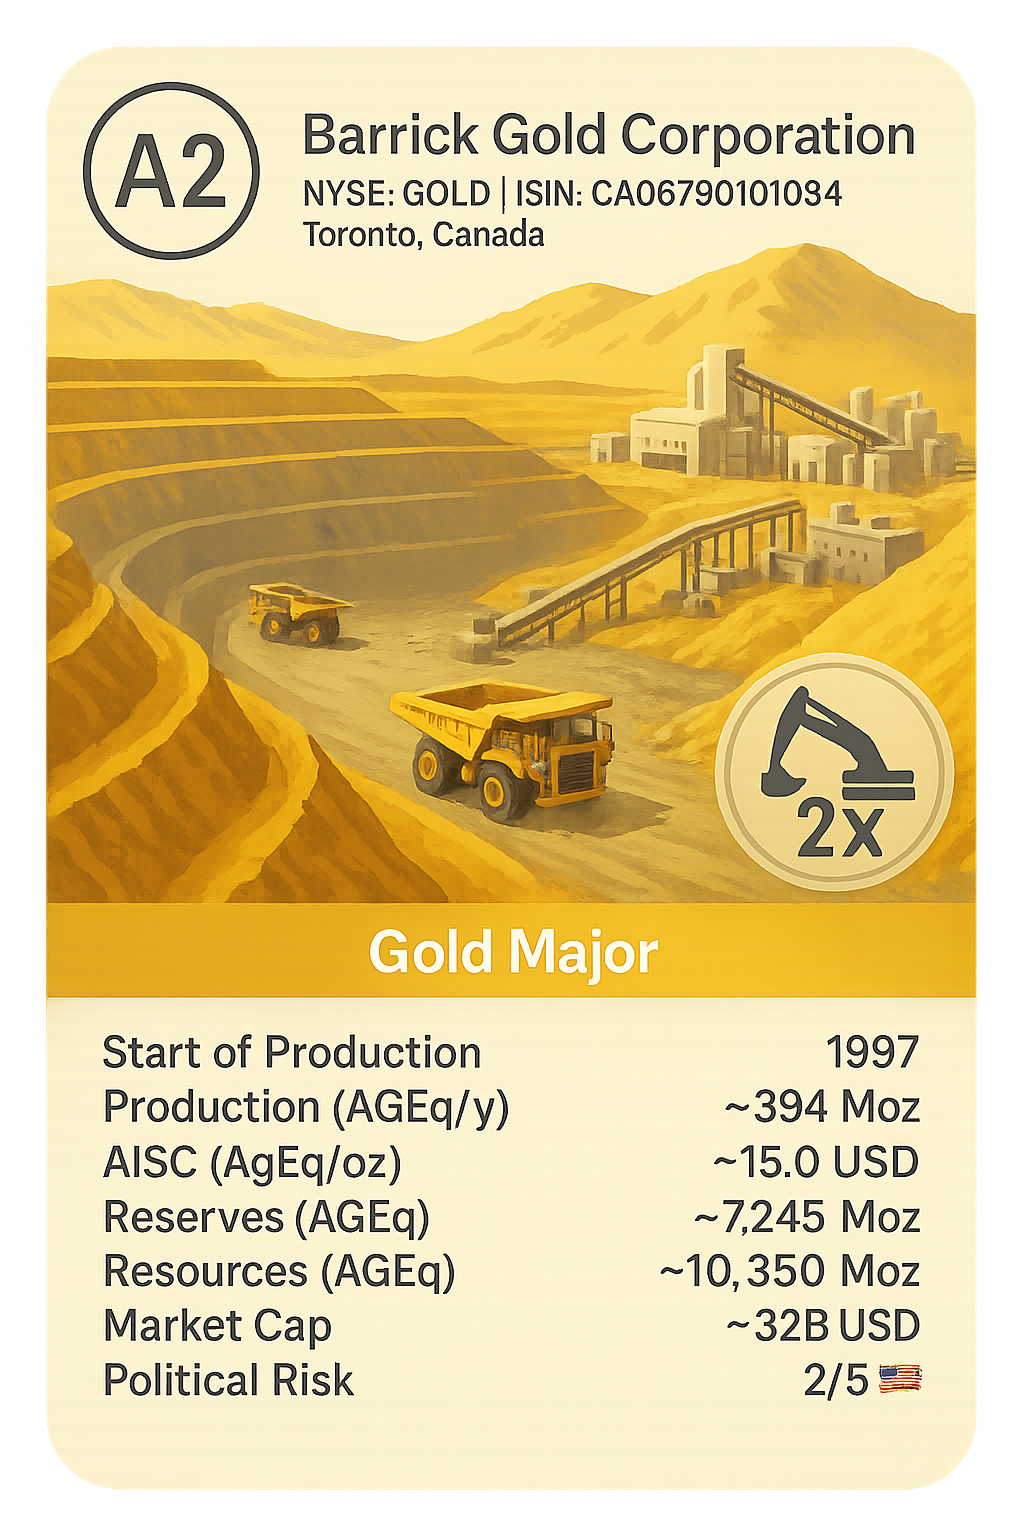 A2
Barrick Gold Corporation
NYSE: GOLD | ISIN: CA06790101084
Toronto, Canada
2x
Gold Major
Start of Production 1997
Production (AGEq/y) ~394 Moz
AISC (AgEq/oz) ~15.0 USD
Reserves (AGEq) ~7,245 Moz
Resources (AGEq) ~10,350 Moz
Market Cap ~32B USD
Political Risk 2/5